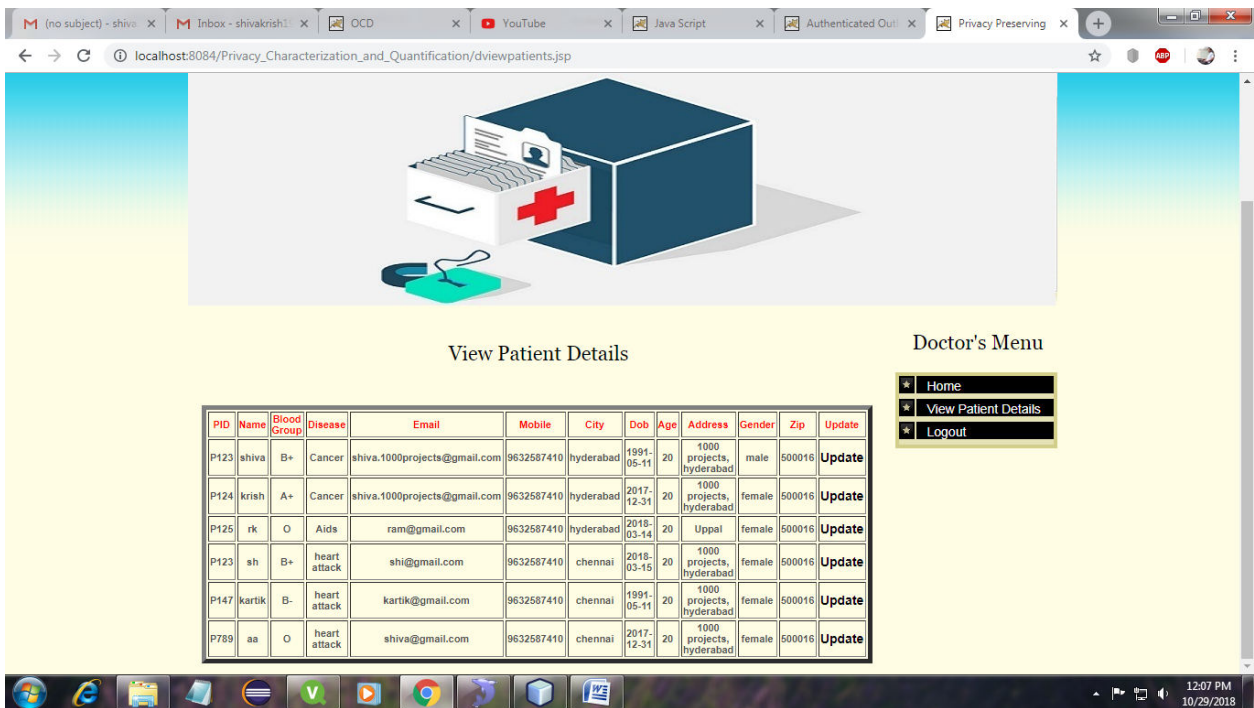 (no subject) - shiva
Inbox - shivakrish1
OCD
YouTube
Java Script
Authenticated Out
Privacy Preserving
localhost:8084/Privacy_Characterization_and_Quantification/dviewpatients.jsp
ABP
View Patient Details
Doctor's Menu
Home
View Patient Details
Logout
PID Name Blood Group Disease Email Mobile City Dob Age Address Gender Zip Update
P123 shiva B+ Cancer shiva.1000projects@gmail.com 9632587410 hyderabad 1991-05-11 20 1000 projects, hyderabad male 500016 Update
P124 krish A+ Cancer shiva.1000projects@gmail.com 9632587410 hyderabad 2017-12-31 20 1000 projects, hyderabad female 500016 Update
P125 rk O Aids ram@gmail.com 9632587410 hyderabad 2018-03-14 20 Uppal female 500016 Update
P123 sh B+ heart attack shi@gmail.com 9632587410 chennai 2018-03-15 20 1000 projects, hyderabad female 500016 Update
P147 kartik B- heart attack kartik@gmail.com 9632587410 chennai 1991-05-11 20 1000 projects, hyderabad female 500016 Update
P789 aa O heart attack shiva@gmail.com 9632587410 chennai 2017-12-31 20 1000 projects, hyderabad female 500016 Update
12:07 PM
10/29/2018